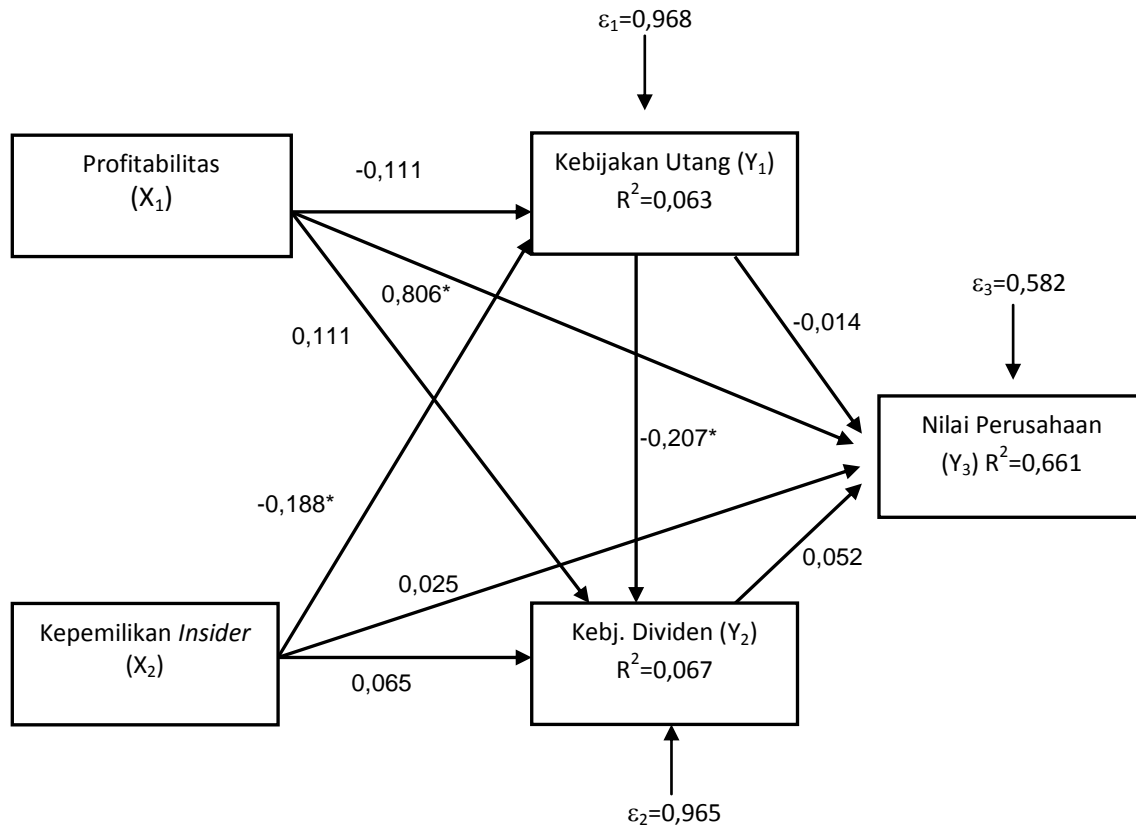 ε₁=0,968
Profitabilitas
(X₁)
-0,111
Kebijakan Utang (Y₁)
R²=0,063
0,806*
0,111
-0,014
ε₃=0,582
Nilai Perusahaan
(Y₃) R²=0,661
-0,207*
-0,188*
0,025
0,052
Kepemilikan Insider
(X₂)
0,065
Kebj. Dividen (Y₂)
R²=0,067
ε₂=0,965